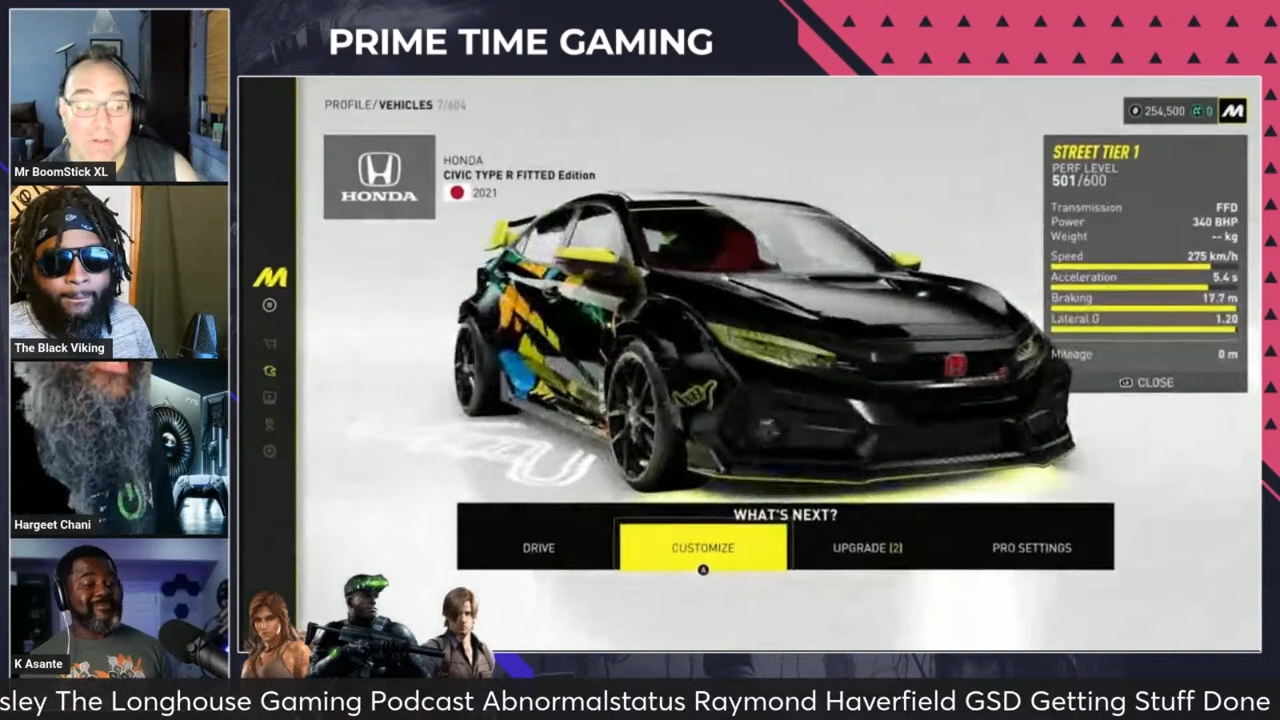 PRIME TIME GAMING
Mr BoomStick XL
The Black Viking
Hargeet Chani
K Asante
PROFILE/VEHICLES 7/604
254,500 0
HONDA
HONDA
CIVIC TYPE R FITTED Edition
2021
STREET TIER 1
PERF LEVEL
501/600
Transmission FFD
Power 340 BHP
Weight -- kg
Speed 275 km/h
Acceleration 5.4 s
Braking 17.7 m
Lateral G 1.20
Mileage 0 m
CLOSE
WHAT'S NEXT?
DRIVE CUSTOMIZE UPGRADE (2) PRO SETTINGS
A
sley The Longhouse Gaming Podcast Abnormalstatus Raymond Haverfield GSD Getting Stuff Done